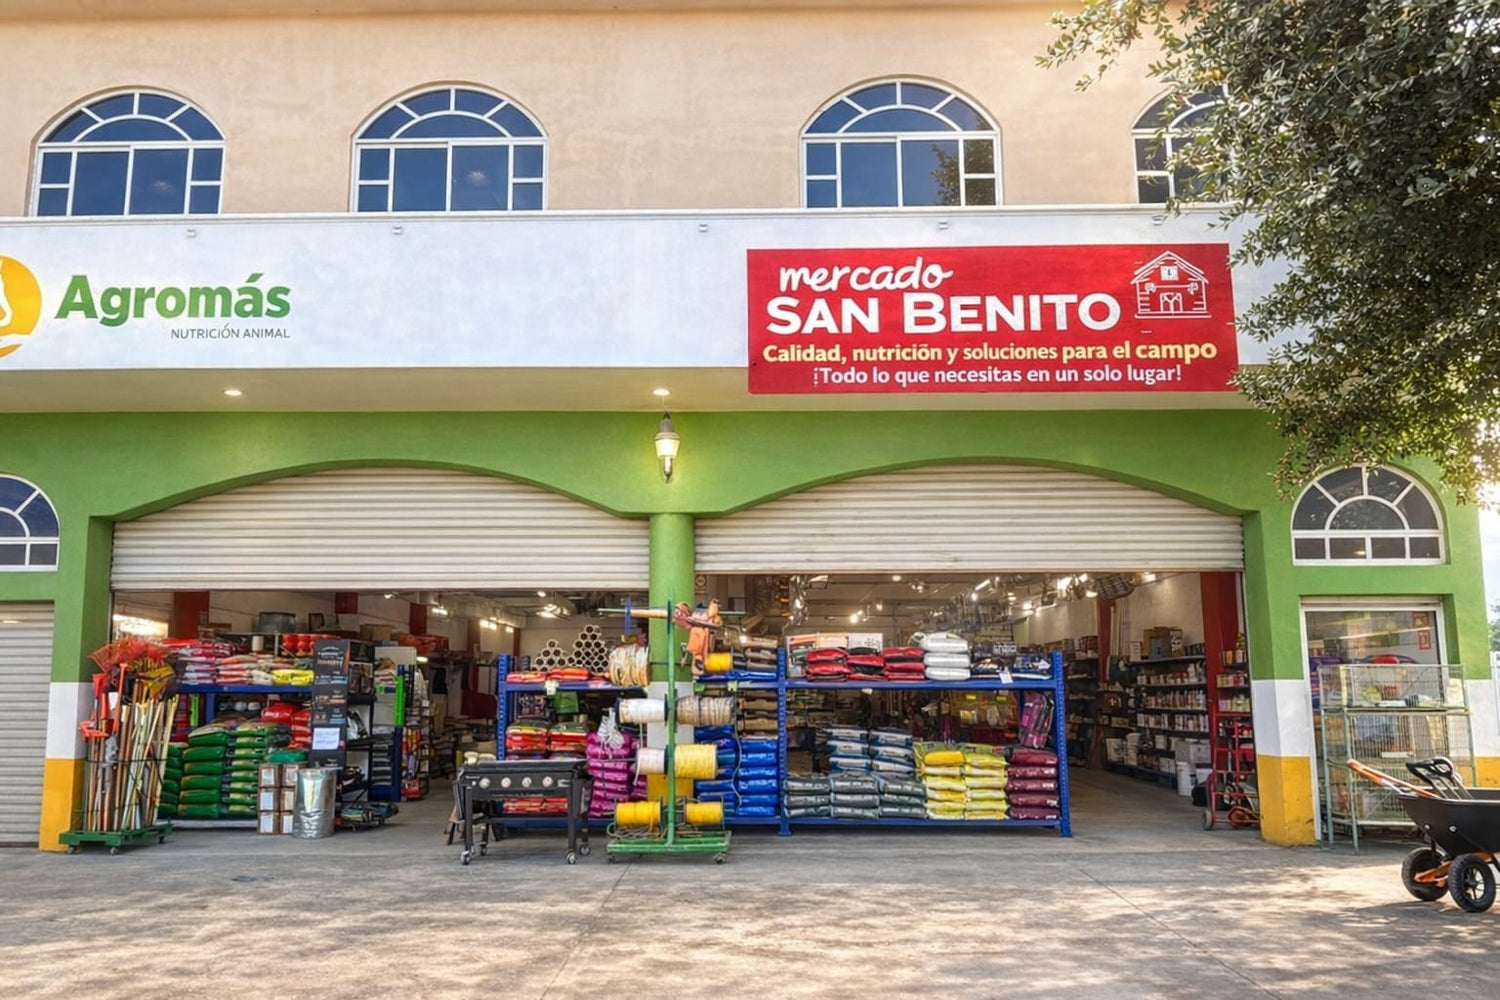 Agromás
NUTRICIÓN ANIMAL
mercado
SAN BENITO
Calidad, nutrición y soluciones para el campo
¡Todo lo que necesitas en un solo lugar!